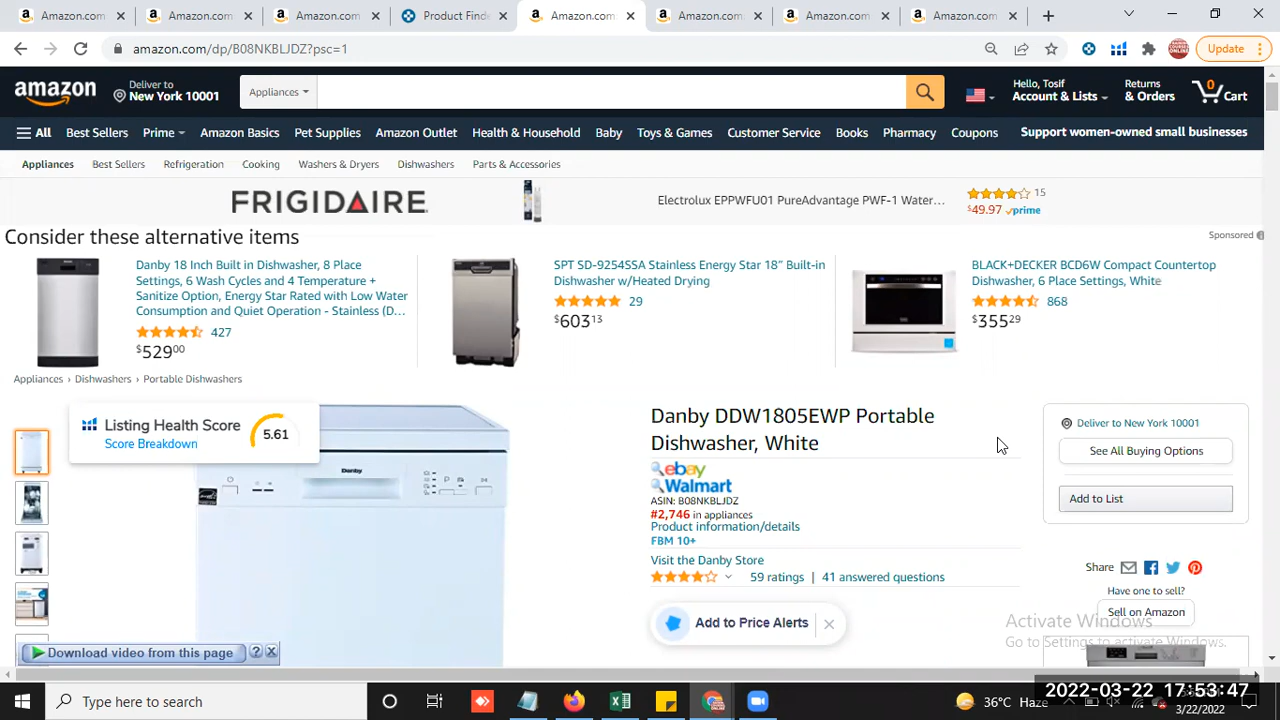 Amazon.com
Amazon.com
Amazon.com
Product Finde
Amazon.com
Amazon.com
Amazon.com
Amazon.com
amazon.com/dp/B08NKBLJDZ?psc=1
Update
amazon
Deliver to
New York 10001
Appliances
Hello, Tosif
Account & Lists
Returns
& Orders
0
Cart
All
Best Sellers
Prime
Amazon Basics
Pet Supplies
Amazon Outlet
Health & Household
Baby
Toys & Games
Customer Service
Books
Pharmacy
Coupons
Support women-owned small businesses
Appliances
Best Sellers
Refrigeration
Cooking
Washers & Dryers
Dishwashers
Parts & Accessories
FRIGIDAIRE.
Electrolux EPPWFU01 PureAdvantage PWF-1 Water...
15
$49.97 prime
Consider these alternative items
Sponsored
Danby 18 Inch Built in Dishwasher, 8 Place
Settings, 6 Wash Cycles and 4 Temperature +
Sanitize Option, Energy Star Rated with Low Water
Consumption and Quiet Operation - Stainless (D...
427
$529.00
SPT SD-9254SSA Stainless Energy Star 18" Built-in
Dishwasher w/Heated Drying
29
$603.13
BLACK+DECKER BCD6W Compact Countertop
Dishwasher, 6 Place Settings, White
868
$355.29
Appliances › Dishwashers › Portable Dishwashers
Listing Health Score
Score Breakdown
5.61
Danby
Danby DDW1805EWP Portable
Dishwasher, White
ebay
Walmart
ASIN: B08NKBLJDZ
#2,746 in appliances
Product information/details
FBM 10+
Visit the Danby Store
59 ratings | 41 answered questions
Add to Price Alerts
Deliver to New York 10001
See All Buying Options
Add to List
Share
Have one to sell?
Sell on Amazon
Activate Windows
Go to Settings to activate Windows.
Download video from this page
?
Type here to search
36°C Haze
2022-03-22 17:53:47
3/22/2022